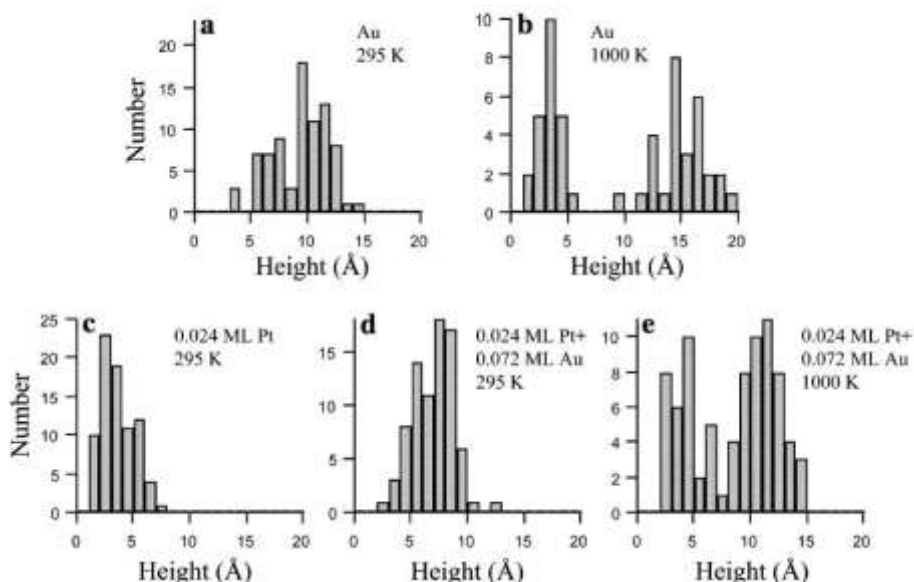 a
Au
295 K
20
15
10
5
0
Number
0 5 10 15 20
Height (Å)
b
Au
1000 K
10
8
6
4
2
0
0 5 10 15 20
Height (Å)
c
0.024 ML Pt
295 K
25
20
15
10
5
0
Number
0 5 10 15 20
Height (Å)
d
0.024 ML Pt+
0.072 ML Au
295 K
15
10
5
0
0 5 10 15 20
Height (Å)
e
0.024 ML Pt+
0.072 ML Au
1000 K
10
8
6
4
2
0
0 5 10 15 20
Height (Å)